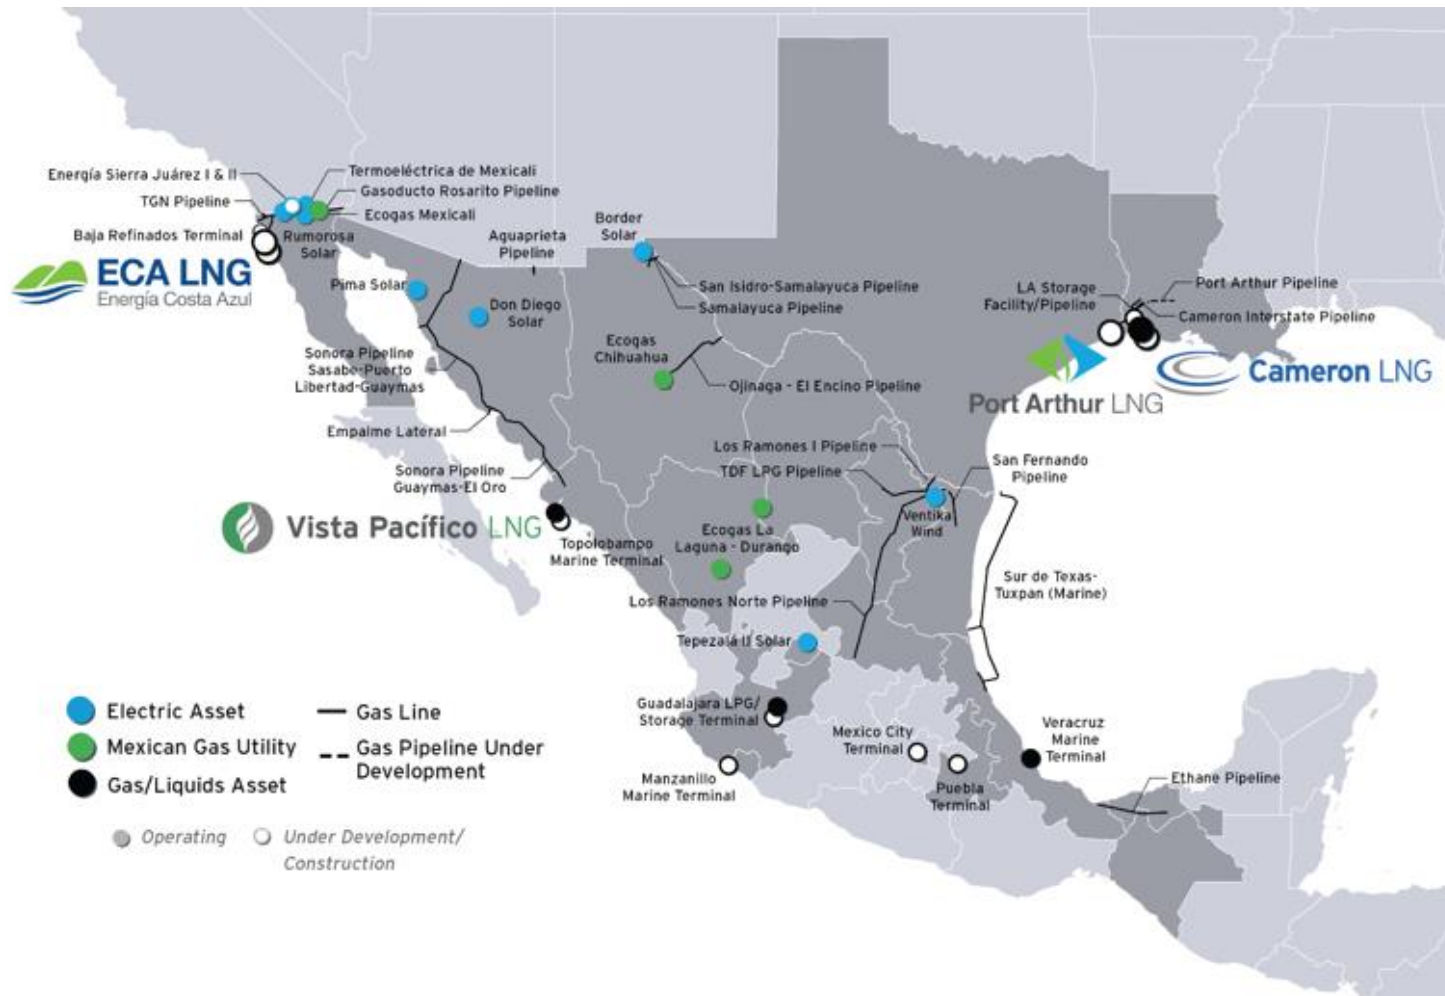 Energía Sierra Juárez I & II
Termoeléctrica de Mexicali
TGN Pipeline
Gasoducto Rosarito Pipeline
Ecogas Mexicali
Baja Refinados Terminal
Rumorosa
Solar
ECA LNG
Energía Costa Azul
Pima Solar
Aguaprieta
Pipeline
Don Diego
Solar
Border
Solar
San Isidro-Samalayuca Pipeline
Samalayuca Pipeline
LA Storage
Facility/Pipeline
Port Arthur Pipeline
Cameron Interstate Pipeline
Cameron LNG
Port Arthur LNG
Sonora Pipeline
Sasabe-Puerto
Libertad-Guaymas
Ecogas
Chihuahua
Ojinaga - El Encino Pipeline
Empalme Lateral
Los Ramones I Pipeline
TDF LPG Pipeline
San Fernando
Pipeline
Sonora Pipeline
Guaymas-El Oro
Vista Pacífico LNG
Topolobampo
Marine Terminal
Ecogas La
Laguna - Durango
Ventika
Wind
Sur de Texas-
Tuxpan (Marine)
Los Ramones Norte Pipeline
Tepezalá II Solar
Guadalajara LPG/
Storage Terminal
Manzanillo
Marine Terminal
Mexico City
Terminal
Puebla
Terminal
Veracruz
Marine
Terminal
Ethane Pipeline
Electric Asset
Mexican Gas Utility
Gas/Liquids Asset
Gas Line
Gas Pipeline Under
Development
Operating
Under Development/
Construction